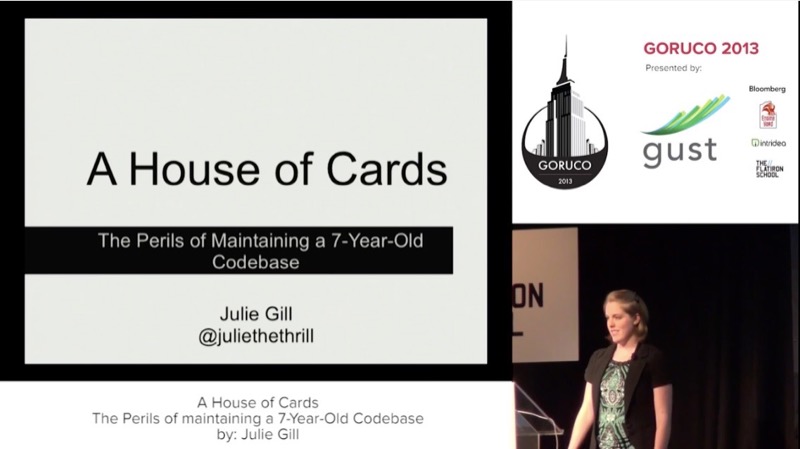 A House of Cards
The Perils of Maintaining a 7-Year-Old
Codebase
Julie Gill
@juliethethrill
GORUCO 2013
Presented by:
GORUCO
2013
gust
Bloomberg
intridea
THE
FLATIRON
SCHOOL
ON
A House of Cards
The Perils of maintaining a 7-Year-Old Codebase
by: Julie Gill